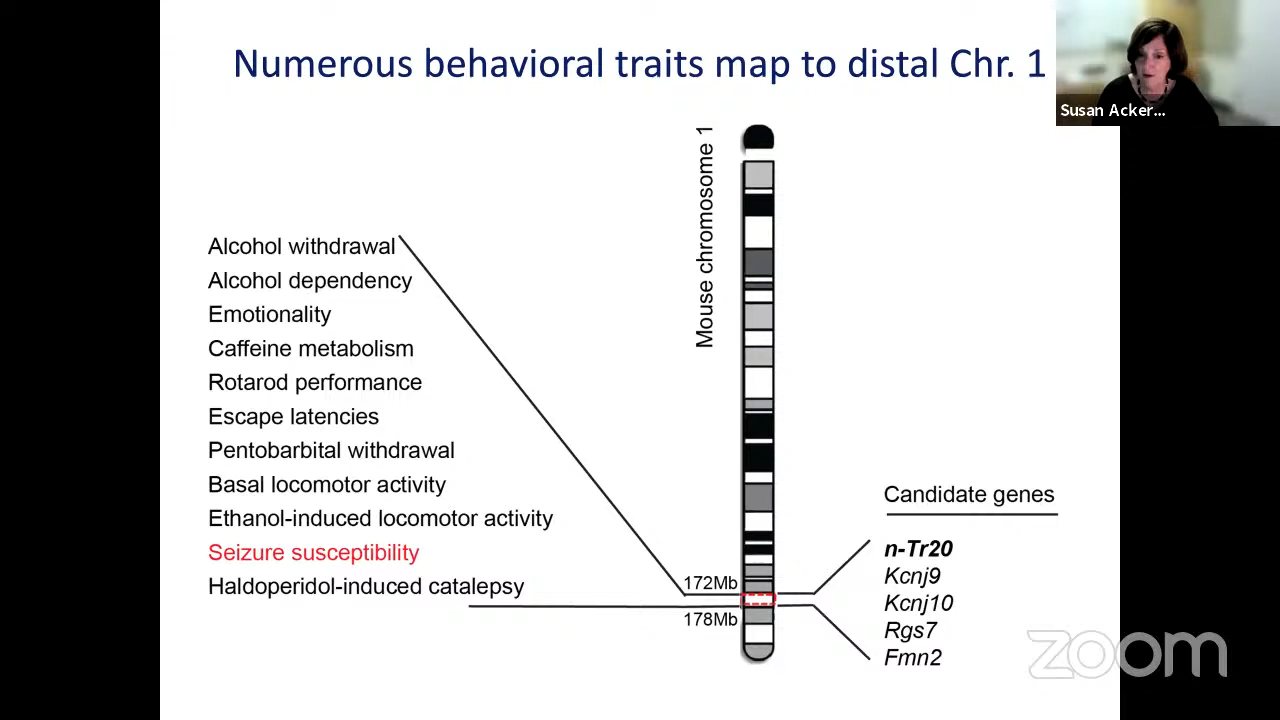 Numerous behavioral traits map to distal Chr. 1
Susan Acker...
Mouse chromosome 1
Alcohol withdrawal
Alcohol dependency
Emotionality
Caffeine metabolism
Rotarod performance
Escape latencies
Pentobarbital withdrawal
Basal locomotor activity
Ethanol-induced locomotor activity
Seizure susceptibility
Haldoperidol-induced catalepsy
172Mb
178Mb
Candidate genes
n-Tr20
Kcnj9
Kcnj10
Rgs7
Fmn2
zoom